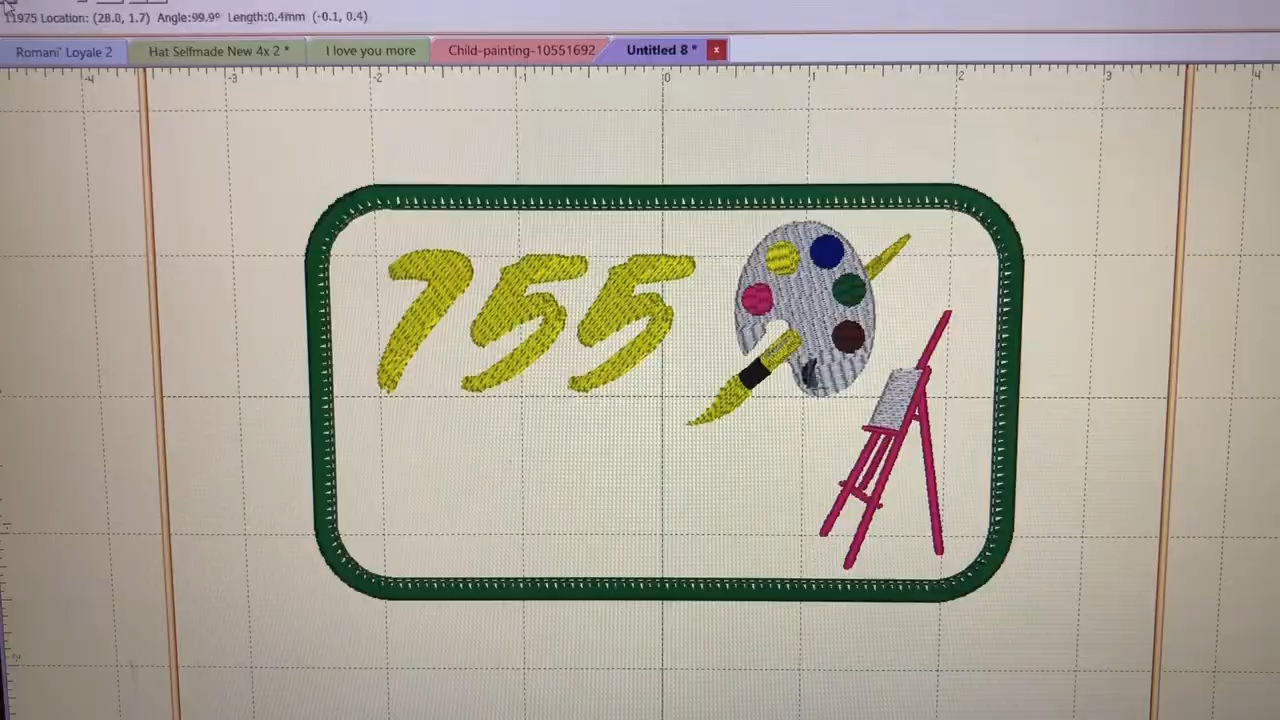 11975 Location: (28.0, 1.7) Angle:99.9° Length:0.4mm (-0.1, 0.4)
Romani' Loyale 2 Hat Selfmade New 4x 2 * I love you more Child-painting-10551692 Untitled 8 * x
-4 -3 -2 -1 0 1 2 3 4
755